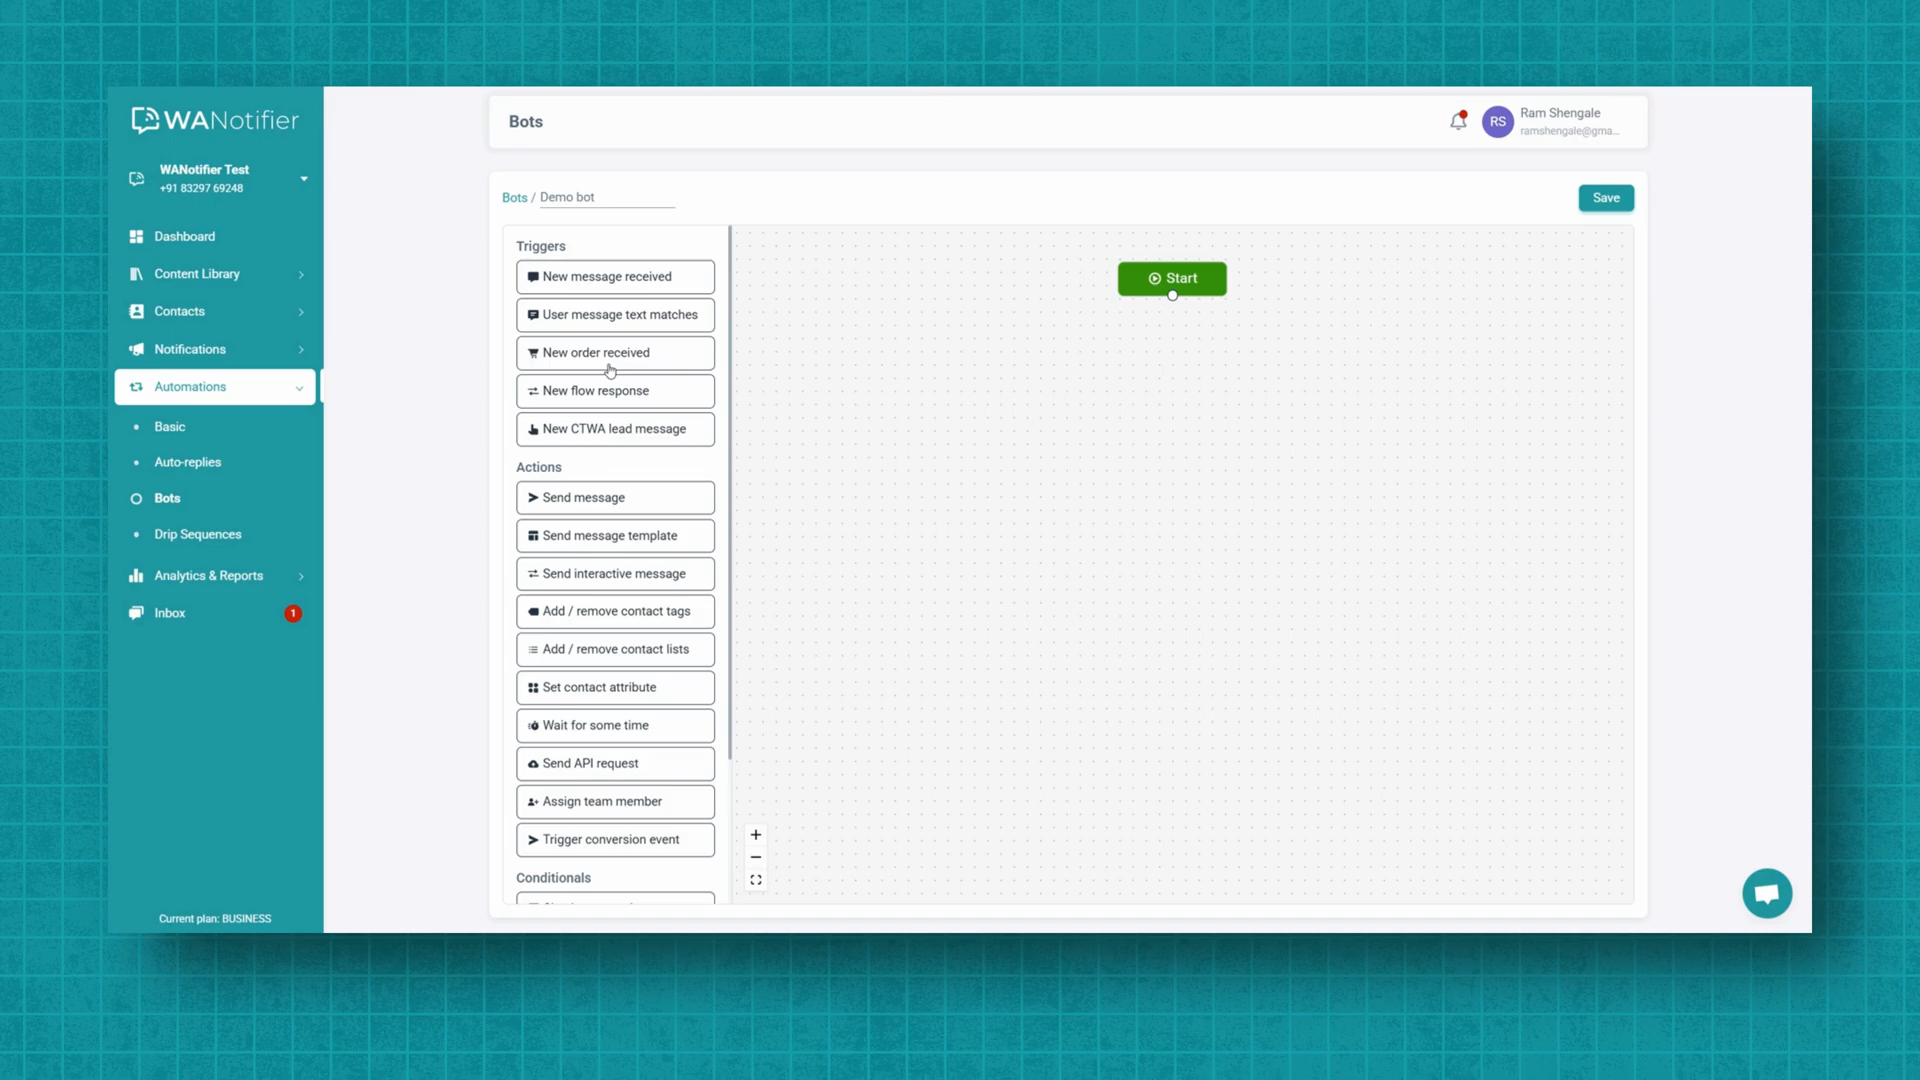 WANotifier
WANotifier Test
+91 83297 69248
Dashboard
Content Library
Contacts
Notifications
Automations
Basic
Auto-replies
Bots
Drip Sequences
Analytics & Reports
Inbox
1
Current plan: BUSINESS
Bots
RS
Ram Shengale
ramshengale@gma...
Bots / Demo bot
Save
Triggers
New message received
User message text matches
New order received
New flow response
New CTWA lead message
Actions
Send message
Send message template
Send interactive message
Add / remove contact tags
Add / remove contact lists
Set contact attribute
Wait for some time
Send API request
Assign team member
Trigger conversion event
Conditionals
Start